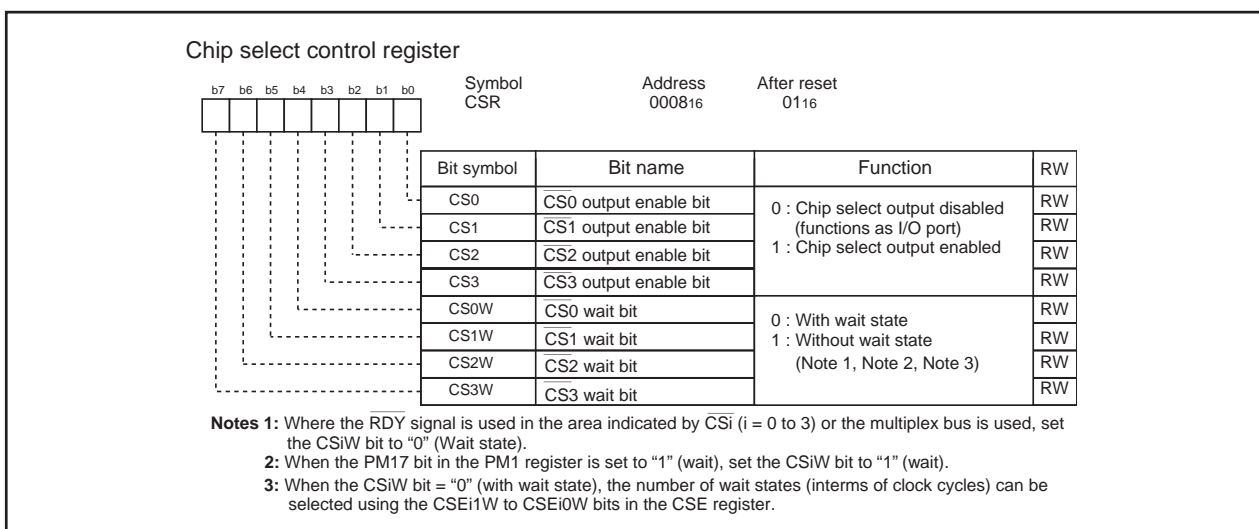 Chip select control register
b7 b6 b5 b4 b3 b2 b1 b0
Symbol Address After reset
CSR 000816 0116
Bit symbol Bit name Function RW
CS0 CS0 output enable bit RW
CS1 CS1 output enable bit RW
CS2 CS2 output enable bit RW
CS3 CS3 output enable bit RW
0 : Chip select output disabled
(functions as I/O port)
1 : Chip select output enabled
CS0W CS0 wait bit RW
CS1W CS1 wait bit RW
CS2W CS2 wait bit RW
CS3W CS3 wait bit RW
0 : With wait state
1 : Without wait state
(Note 1, Note 2, Note 3)
Notes 1: Where the RDY signal is used in the area indicated by CSi (i = 0 to 3) or the multiplex bus is used, set
the CSiW bit to “0” (Wait state).
2: When the PM17 bit in the PM1 register is set to “1” (wait), set the CSiW bit to “1” (wait).
3: When the CSiW bit = “0” (with wait state), the number of wait states (interms of clock cycles) can be
selected using the CSEi1W to CSEi0W bits in the CSE register.